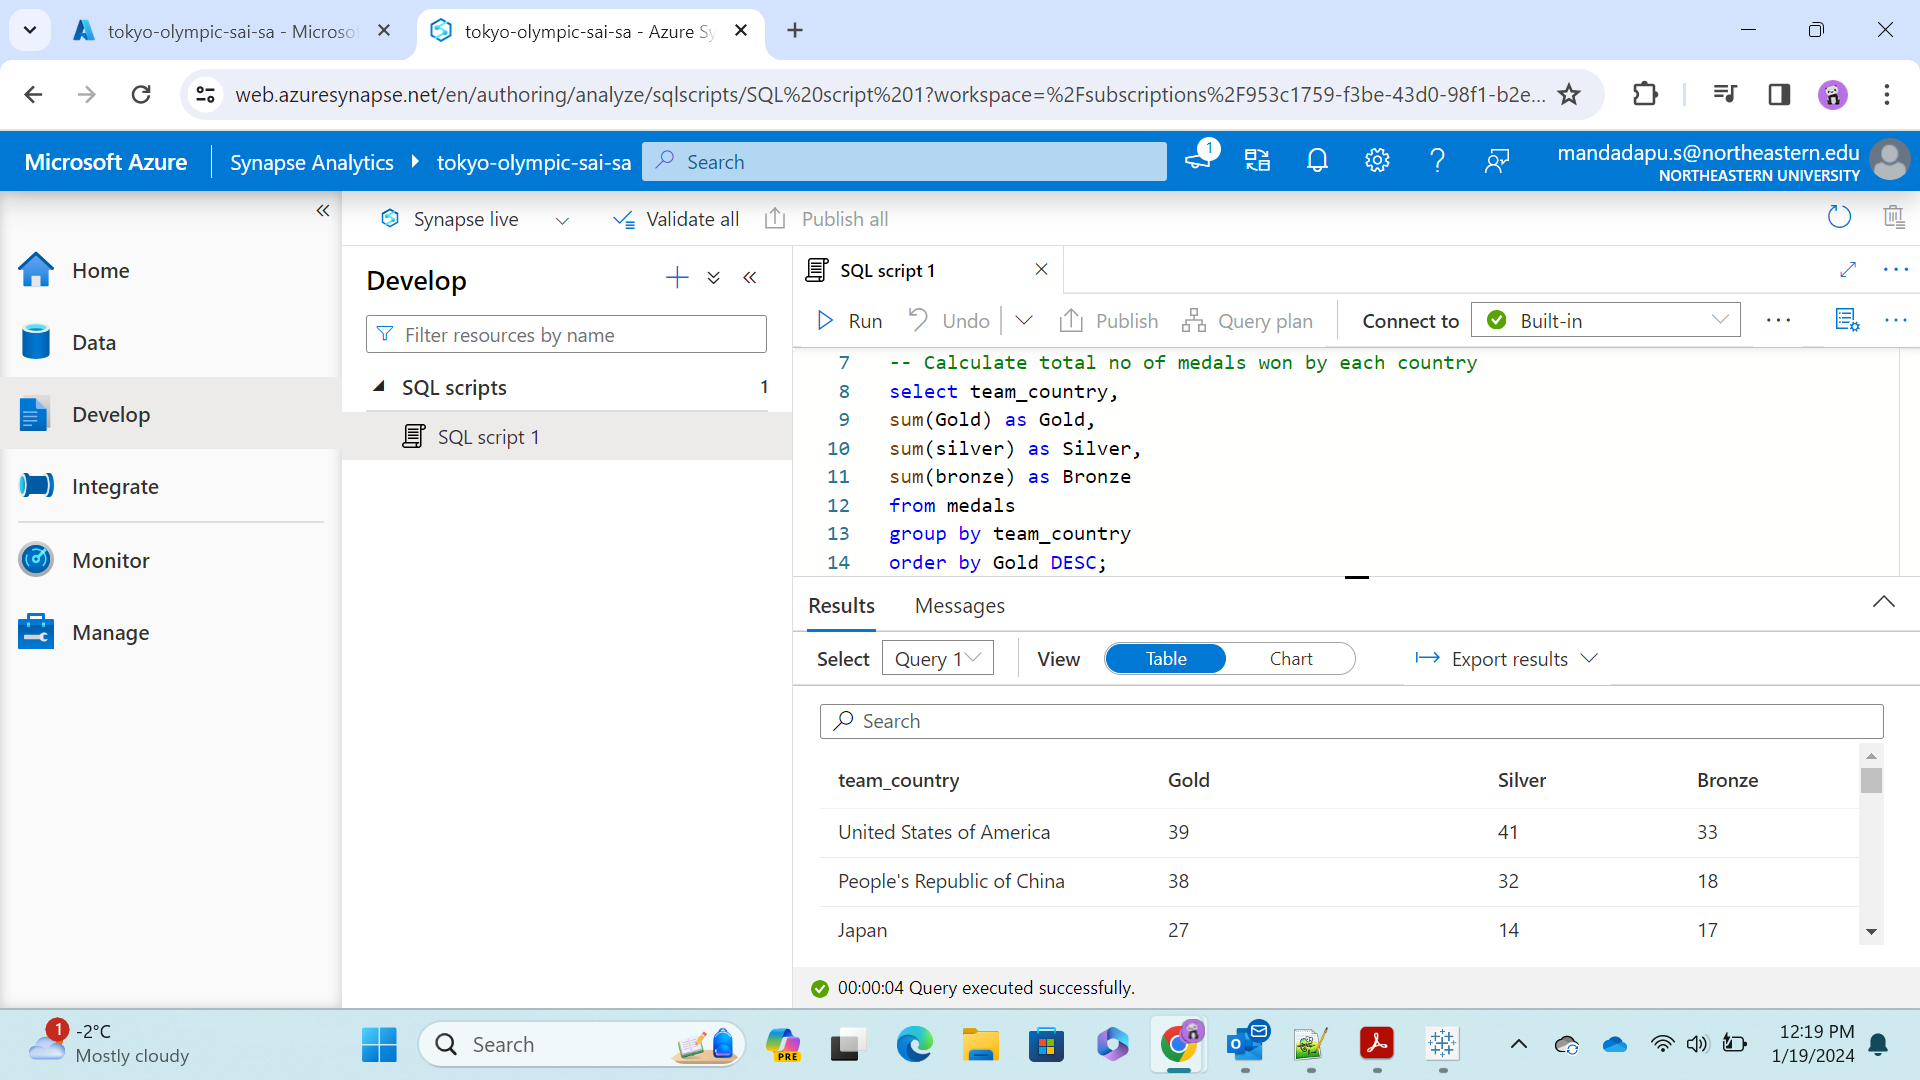 tokyo-olympic-sai-sa - Microso
tokyo-olympic-sai-sa - Azure Sy
web.azuresynapse.net/en/authoring/analyze/sqlscripts/SQL%20script%201?workspace=%2Fsubscriptions%2F953c1759-f3be-43d0-98f1-b2e...
Microsoft Azure
Synapse Analytics
tokyo-olympic-sai-sa
Search
1
mandadapu.s@northeastern.edu
NORTHEASTERN UNIVERSITY
Synapse live
Validate all
Publish all
Home
Data
Develop
Integrate
Monitor
Manage
Develop
Filter resources by name
SQL scripts 1
SQL script 1
SQL script 1
Run
Undo
Publish
Query plan
Connect to
Built-in
7 -- Calculate total no of medals won by each country
8 select team_country,
9 sum(Gold) as Gold,
10 sum(silver) as Silver,
11 sum(bronze) as Bronze
12 from medals
13 group by team_country
14 order by Gold DESC;
Results
Messages
Select
Query 1
View
Table
Chart
Export results
Search
team_country Gold Silver Bronze
United States of America 39 41 33
People's Republic of China 38 32 18
Japan 27 14 17
00:00:04 Query executed successfully.
1
-2°C
Mostly cloudy
Search
PRE
12:19 PM
1/19/2024